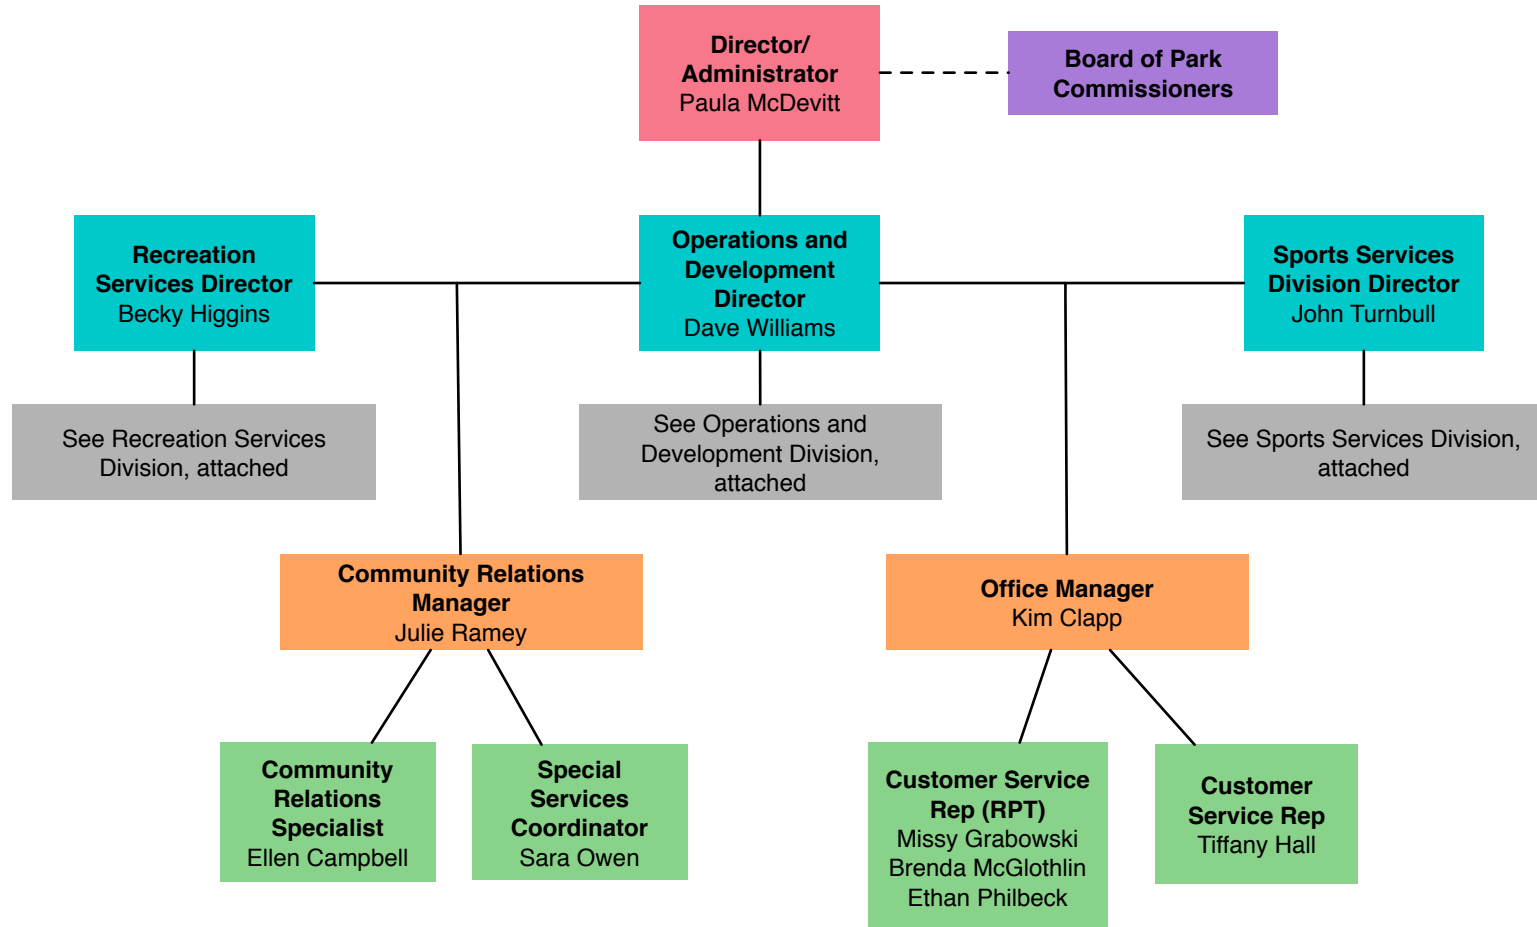 Director/
Administrator
Paula McDevitt
Board of Park
Commissioners
Recreation
Services Director
Becky Higgins
Operations and
Development
Director
Dave Williams
Sports Services
Division Director
John Turnbull
See Recreation Services
Division, attached
See Operations and
Development Division,
attached
See Sports Services Division,
attached
Community Relations
Manager
Julie Ramey
Office Manager
Kim Clapp
Community
Relations
Specialist
Ellen Campbell
Special
Services
Coordinator
Sara Owen
Customer Service
Rep (RPT)
Missy Grabowski
Brenda McGlothlin
Ethan Philbeck
Customer
Service Rep
Tiffany Hall